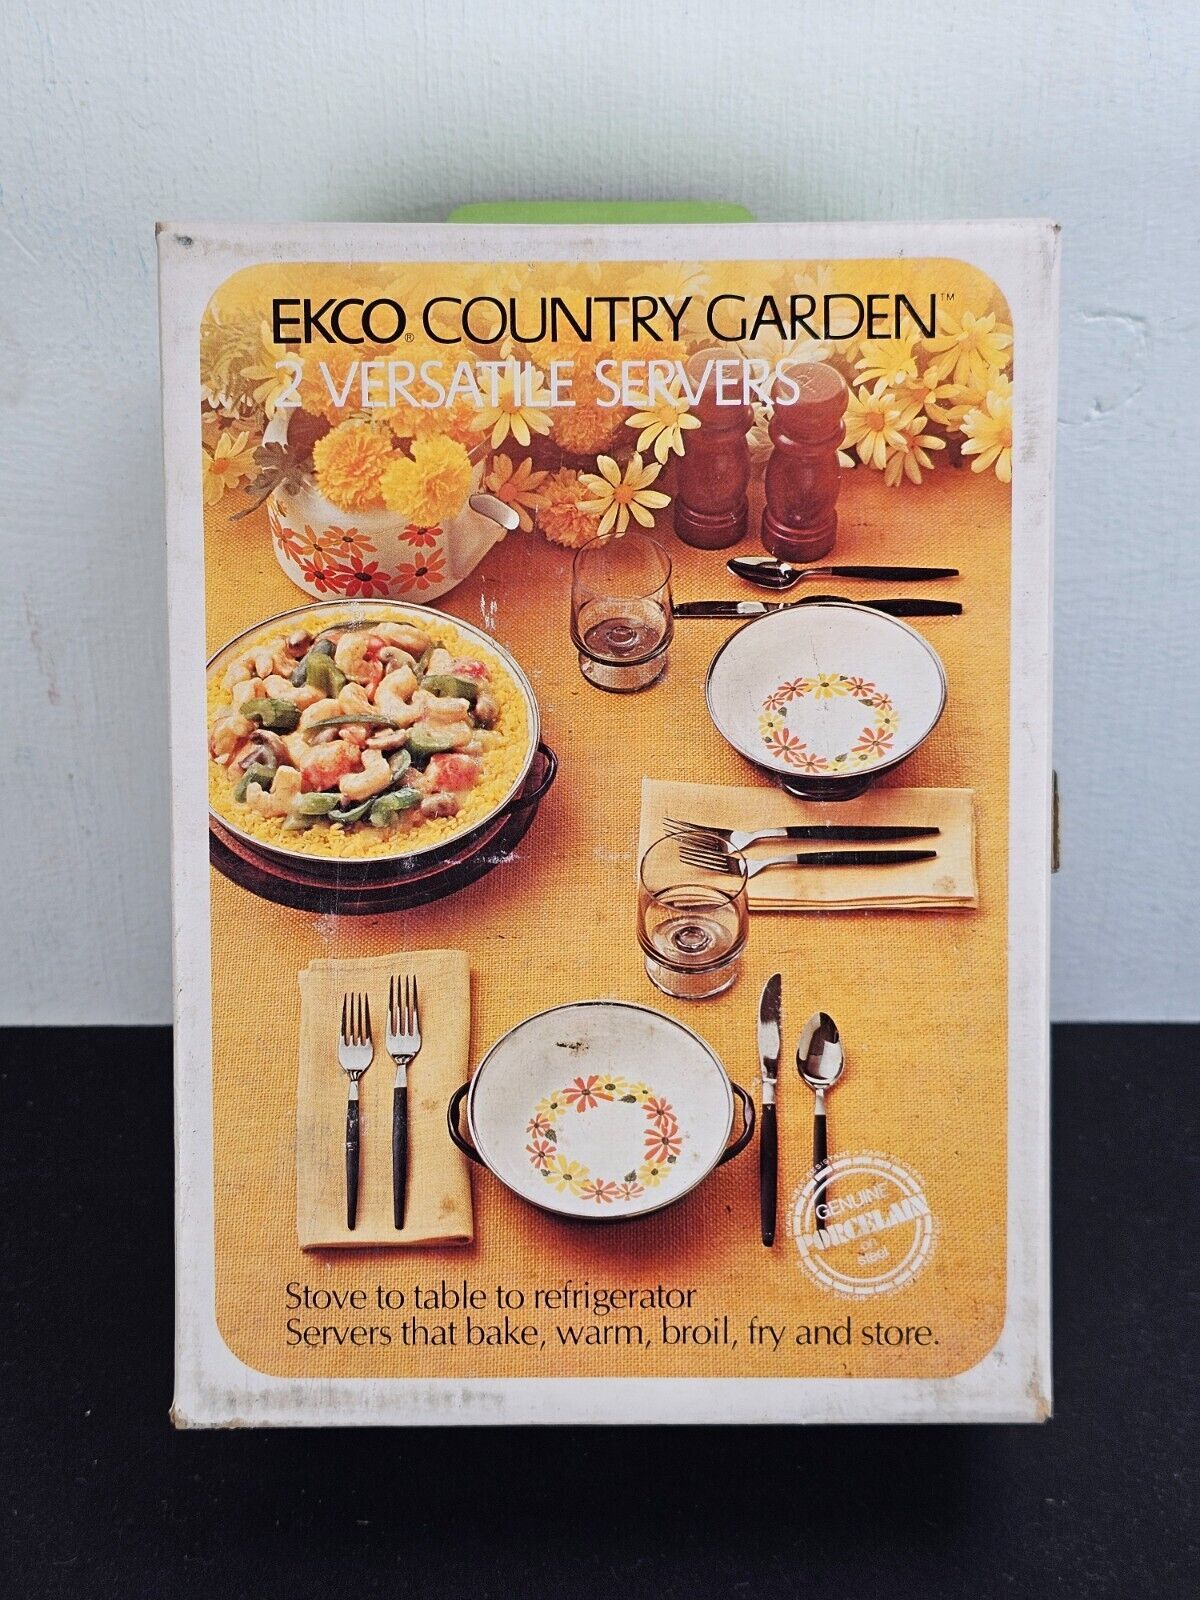 EKCO® COUNTRY GARDEN™
2 VERSATILE SERVERS
GENUINE
PORCELAIN
on
steel
Stove to table to refrigerator
Servers that bake, warm, broil, fry and store.